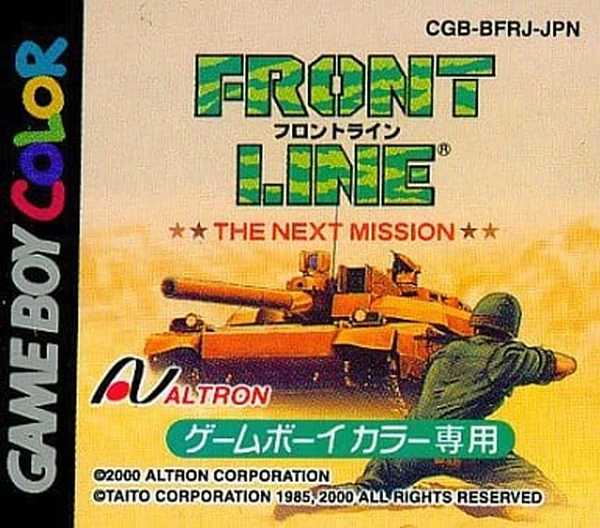 CGB-BFRJ-JPN
GAME BOY COLOR
FRONT
フロントライン
LINE®
★★ THE NEXT MISSION ★★
ALTRON
ゲームボーイ カラー専用
©2000 ALTRON CORPORATION
©TAITO CORPORATION 1985, 2000 ALL RIGHTS RESERVED